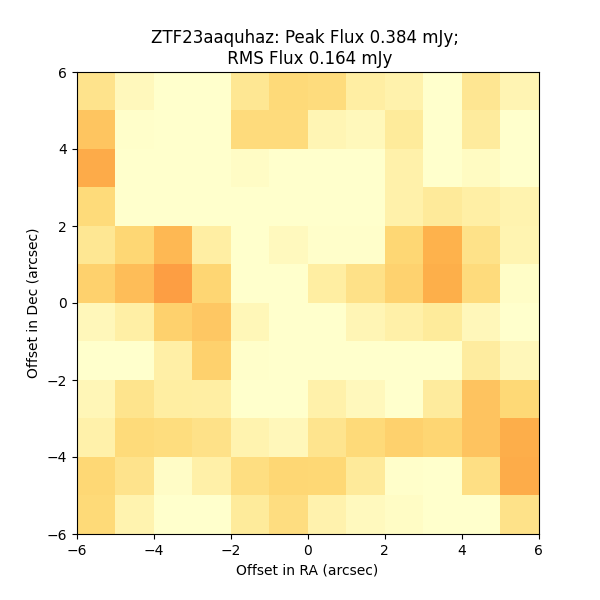 ZTF23aaquhaz: Peak Flux 0.384 mJy;
RMS Flux 0.164 mJy
6
4
2
0
−2
−4
−6
Offset in Dec (arcsec)
−6 −4 −2 0 2 4 6
Offset in RA (arcsec)